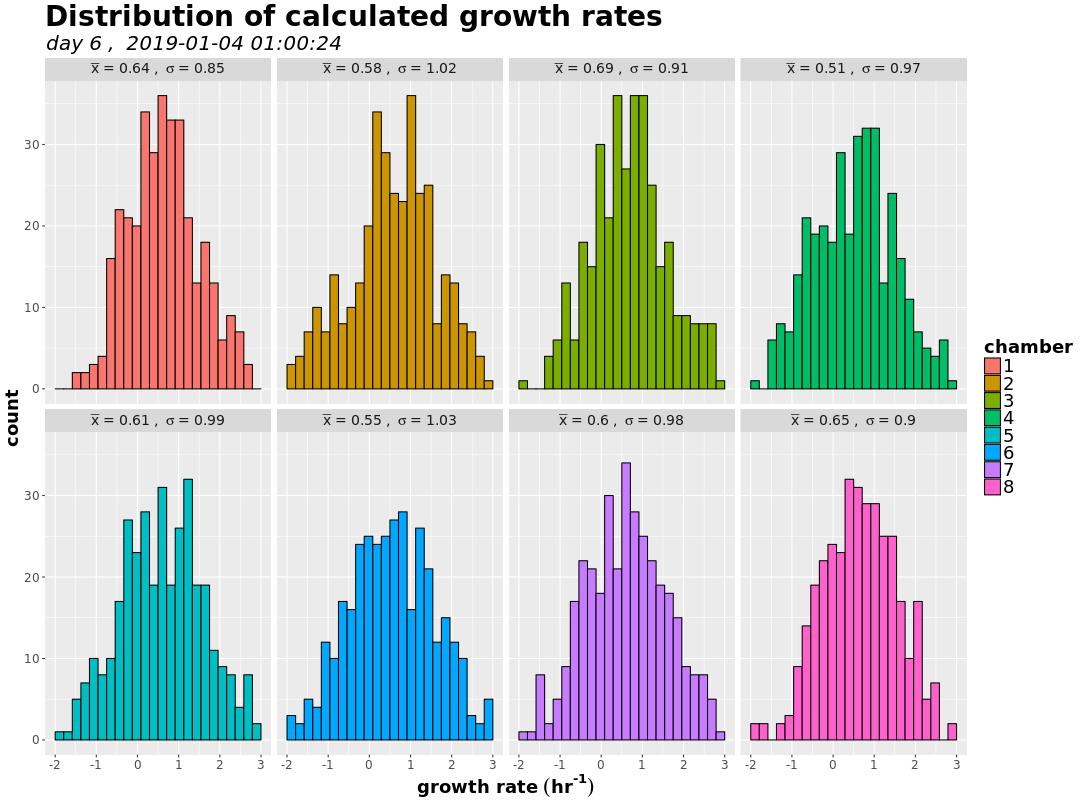 Distribution of calculated growth rates
day 6 , 2019-01-04 01:00:24
x̅ = 0.64 , σ = 0.85
x̅ = 0.58 , σ = 1.02
x̅ = 0.69 , σ = 0.91
x̅ = 0.51 , σ = 0.97
30
20
10
0
x̅ = 0.61 , σ = 0.99
x̅ = 0.55 , σ = 1.03
x̅ = 0.6 , σ = 0.98
x̅ = 0.65 , σ = 0.9
30
20
10
0
-2 -1 0 1 2 3
-2 -1 0 1 2 3
-2 -1 0 1 2 3
-2 -1 0 1 2 3
count
growth rate (hr⁻¹)
chamber
1
2
3
4
5
6
7
8